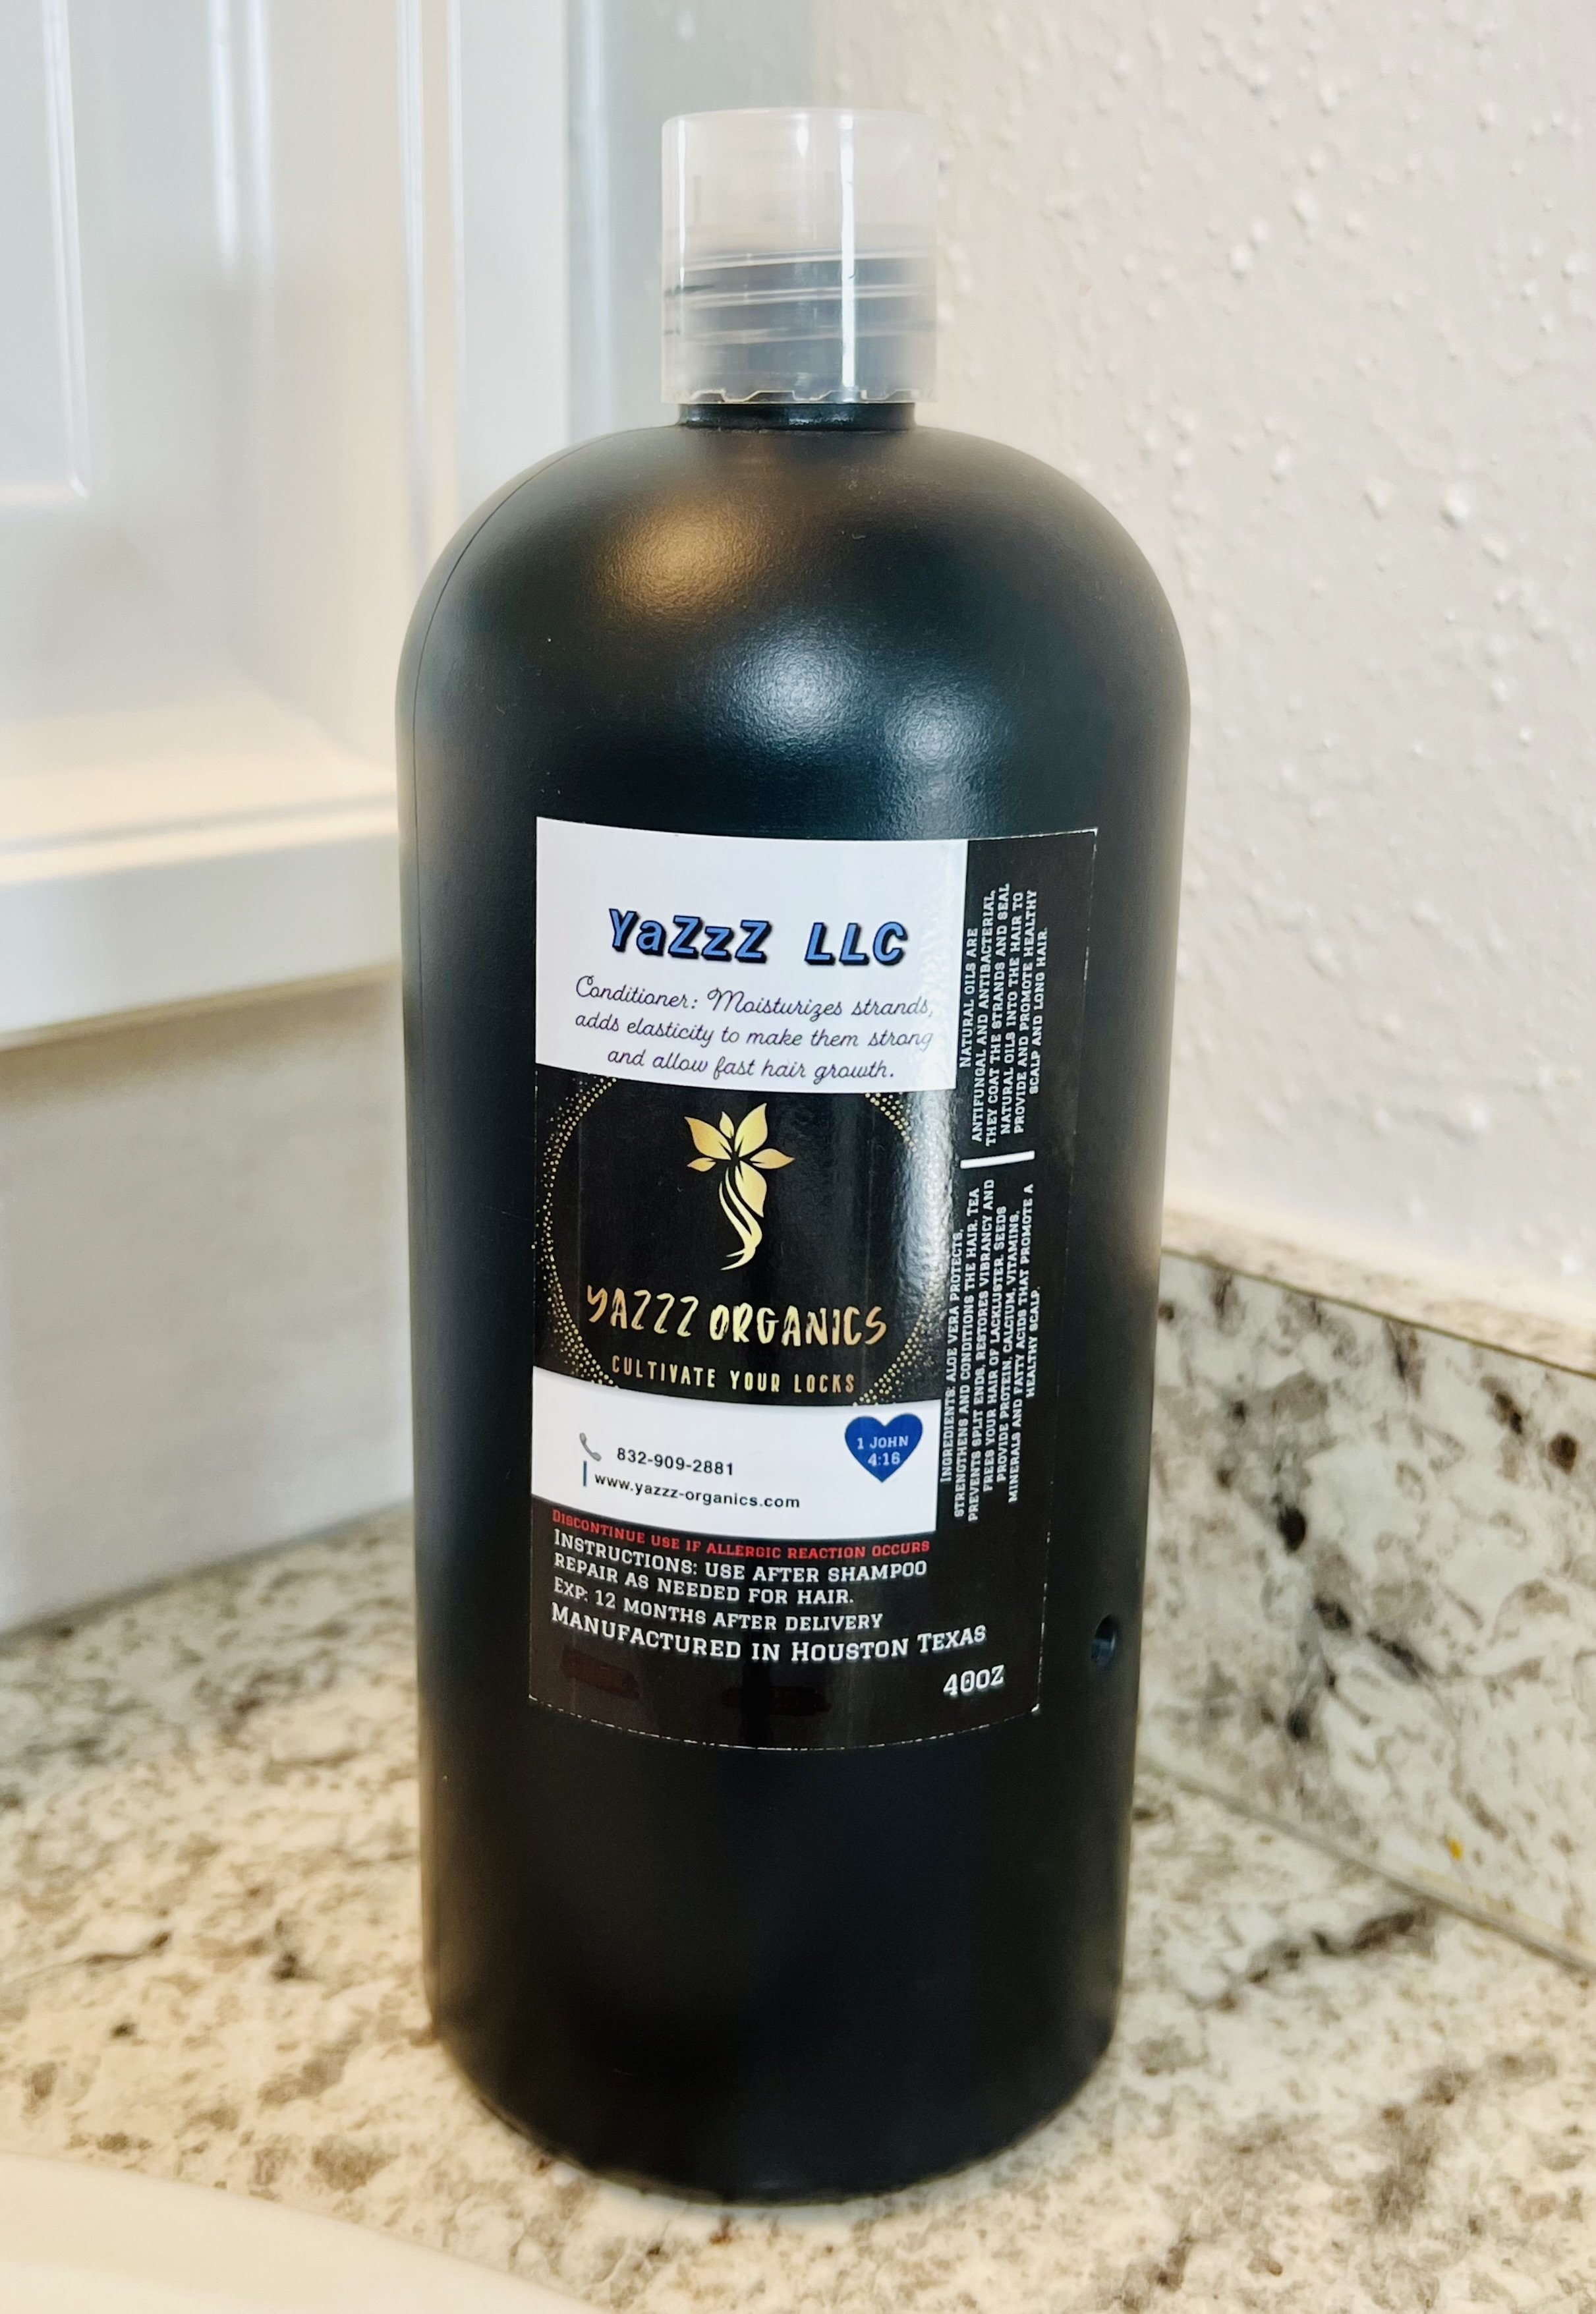 YaZzZ LLC
Conditioner: Moisturizes strands,
adds elasticity to make them strong
and allow fast hair growth.
YAZZZ ORGANICS
CULTIVATE YOUR LOCKS
832-909-2881
www.yazzz-organics.com
1 JOHN
4:16
DISCONTINUE USE IF ALLERGIC REACTION OCCURS
INSTRUCTIONS: USE AFTER SHAMPOO
REPAIR AS NEEDED FOR HAIR.
EXP: 12 MONTHS AFTER DELIVERY
MANUFACTURED IN HOUSTON TEXAS
40OZ
INGREDIENTS: ALOE VERA PROTECTS,
STRENGTHENS AND CONDITIONS THE HAIR. TEA
PREVENTS SPLIT ENDS, RESTORES VIBRANCY AND
FREES YOUR HAIR OF LACKLUSTER. SEEDS
PROVIDE PROTEIN, CALCIUM, VITAMINS,
MINERALS AND FATTY ACIDS THAT PROMOTE A
HEALTHY SCALP.
NATURAL OILS ARE
ANTIFUNGAL AND ANTIBACTERIAL.
THEY COAT THE STRANDS AND SEAL
NATURAL OILS INTO THE HAIR TO
PROVIDE AND PROMOTE HEALTHY
SCALP AND LONG HAIR.